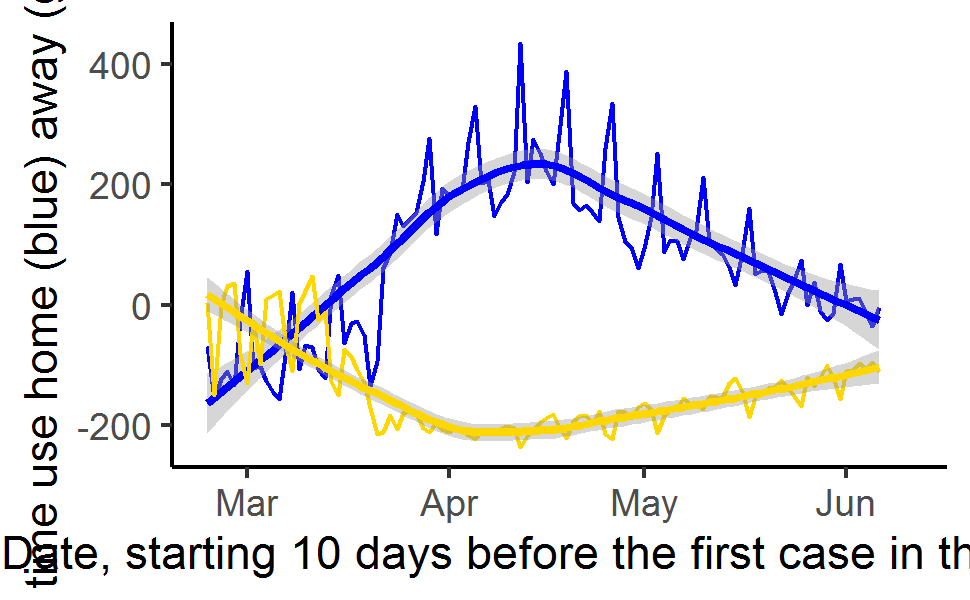 time use home (blue) away (
400
200
0
-200
Mar Apr May Jun
Date, starting 10 days before the first case in th